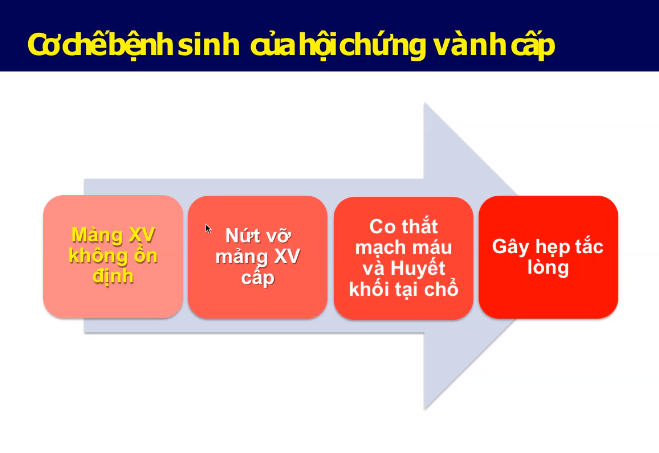 Cơ chế bệnh sinh của hội chứng vành cấp
Mảng XV
không ổn
định
Nứt vỡ
mảng XV
cấp
Co thắt
mạch máu
và Huyết
khối tại chổ
Gây hẹp tắc
lòng